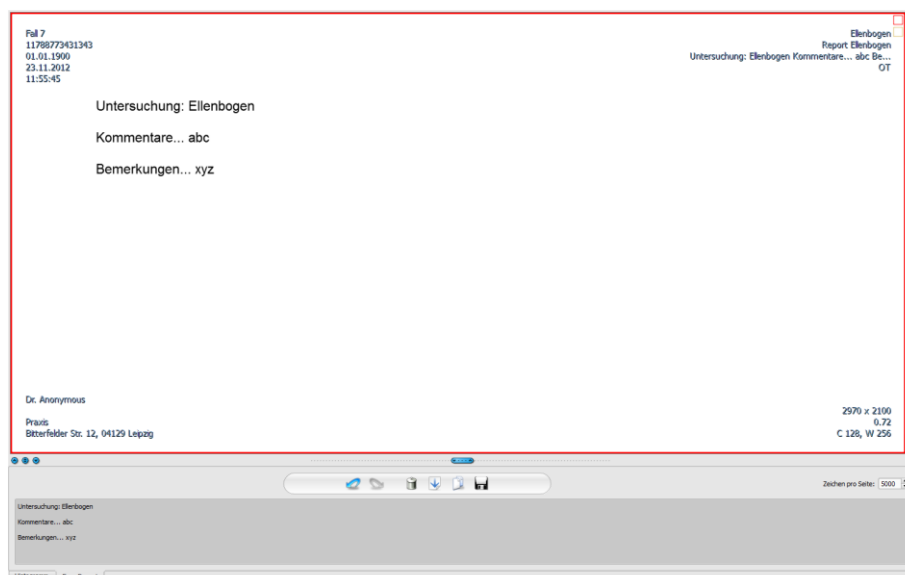 Fall 7
11788773431343
01.01.1900
23.11.2012
11:55:45
Ellenbogen
Report Ellenbogen
Untersuchung: Ellenbogen Kommentare... abc Be...
OT
Untersuchung: Ellenbogen
Kommentare... abc
Bemerkungen... xyz
Dr. Anonymous
Praxis
Bitterfelder Str. 12, 04129 Leipzig
2970 x 2100
0.72
C 128, W 256
Zeichen pro Seite: 5000
Untersuchung: Ellenbogen
Kommentare... abc
Bemerkungen... xyz